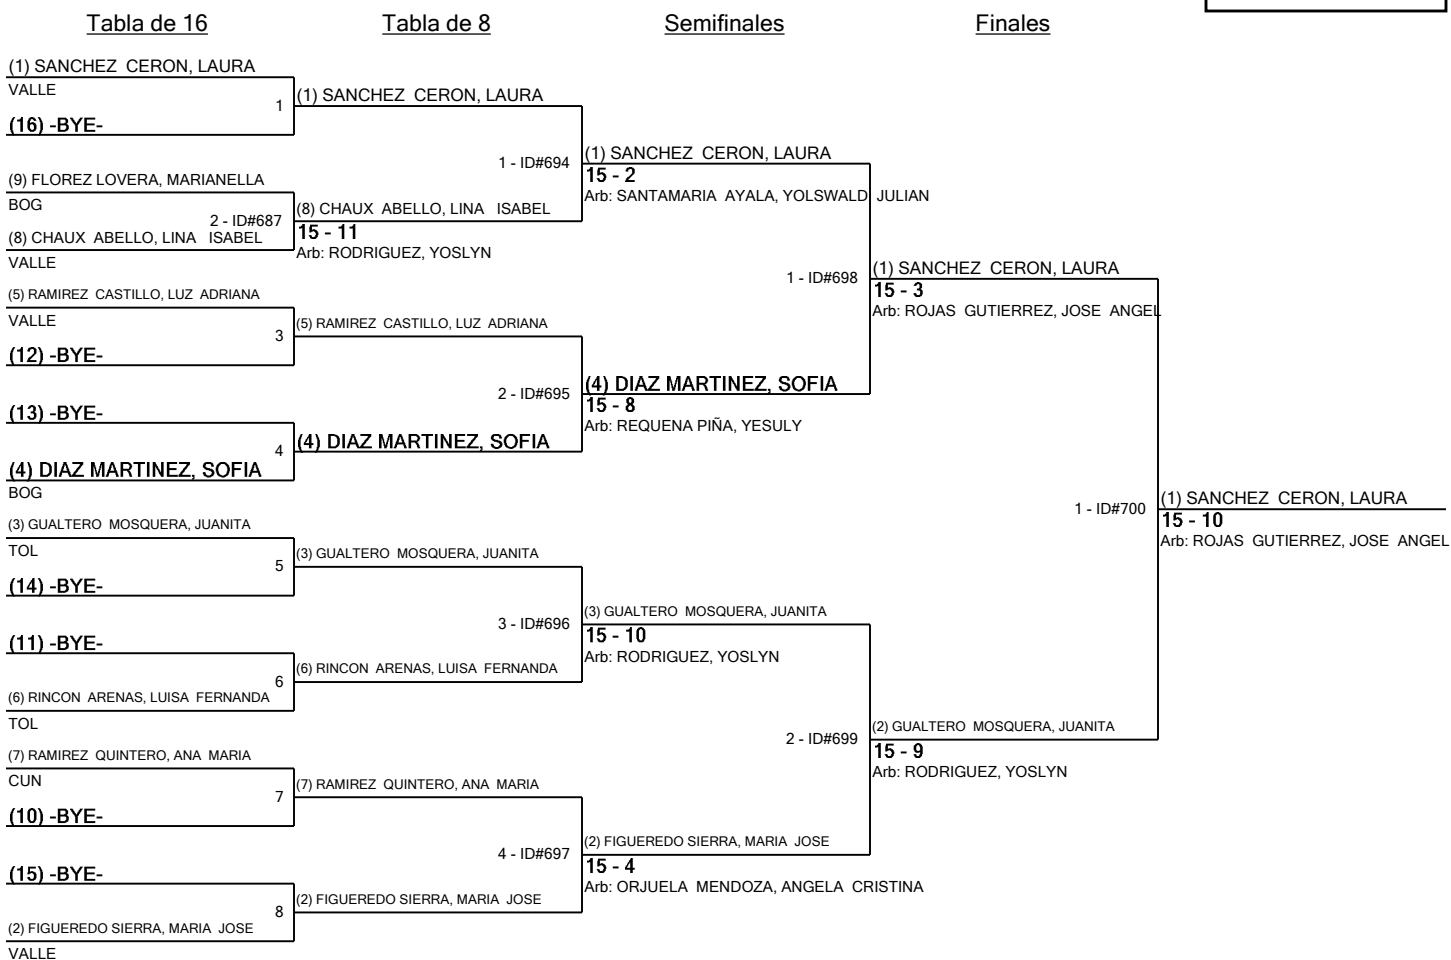 Tabla de 16
Tabla de 8
Semifinales
Finales
(1) SANCHEZ CERON, LAURA
VALLE
1
(16) -BYE-
(9) FLOREZ LOVERA, MARIANELLA
BOG
2 - ID#687
(8) CHAUX ABELLO, LINA ISABEL
VALLE
(5) RAMIREZ CASTILLO, LUZ ADRIANA
VALLE
3
(12) -BYE-
(13) -BYE-
4
(4) DIAZ MARTINEZ, SOFIA
BOG
(3) GUALTERO MOSQUERA, JUANITA
TOL
5
(14) -BYE-
(11) -BYE-
6
(6) RINCON ARENAS, LUISA FERNANDA
TOL
(7) RAMIREZ QUINTERO, ANA MARIA
CUN
7
(10) -BYE-
(15) -BYE-
8
(2) FIGUEREDO SIERRA, MARIA JOSE
VALLE
(1) SANCHEZ CERON, LAURA
1 - ID#694
(8) CHAUX ABELLO, LINA ISABEL
15 - 11
Arb: RODRIGUEZ, YOSLYN
(5) RAMIREZ CASTILLO, LUZ ADRIANA
2 - ID#695
(4) DIAZ MARTINEZ, SOFIA
(3) GUALTERO MOSQUERA, JUANITA
3 - ID#696
(6) RINCON ARENAS, LUISA FERNANDA
(7) RAMIREZ QUINTERO, ANA MARIA
4 - ID#697
(2) FIGUEREDO SIERRA, MARIA JOSE
(1) SANCHEZ CERON, LAURA
15 - 2
Arb: SANTAMARIA AYALA, YOLSWALD JULIAN
1 - ID#698
(4) DIAZ MARTINEZ, SOFIA
15 - 8
Arb: REQUENA PIÑA, YESULY
(3) GUALTERO MOSQUERA, JUANITA
15 - 10
Arb: RODRIGUEZ, YOSLYN
2 - ID#699
(2) FIGUEREDO SIERRA, MARIA JOSE
15 - 4
Arb: ORJUELA MENDOZA, ANGELA CRISTINA
(1) SANCHEZ CERON, LAURA
15 - 3
Arb: ROJAS GUTIERREZ, JOSE ANGEL
1 - ID#700
(2) GUALTERO MOSQUERA, JUANITA
15 - 9
Arb: RODRIGUEZ, YOSLYN
(1) SANCHEZ CERON, LAURA
15 - 10
Arb: ROJAS GUTIERREZ, JOSE ANGEL